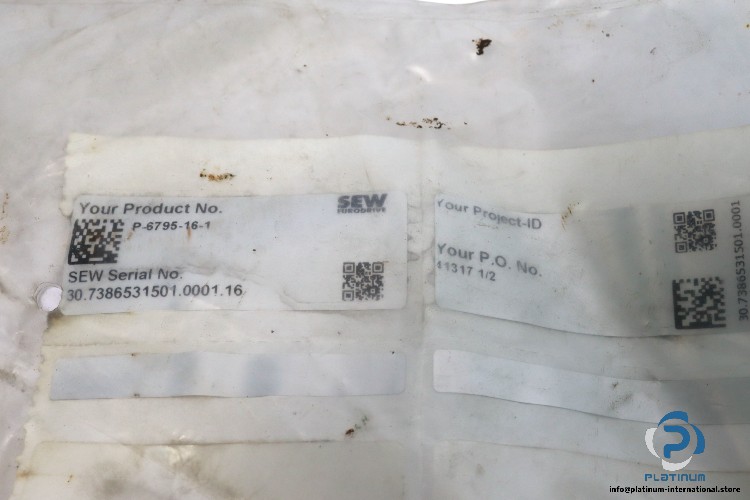 Your Product No.
SEW
EURODRIVE
P-6795-16-1
SEW Serial No.
30.7386531501.0001.16
Your Project-ID
Your P.O. No.
41317 1/2
30.7386531501.0001
PLATINUM
info@platinum-international.store